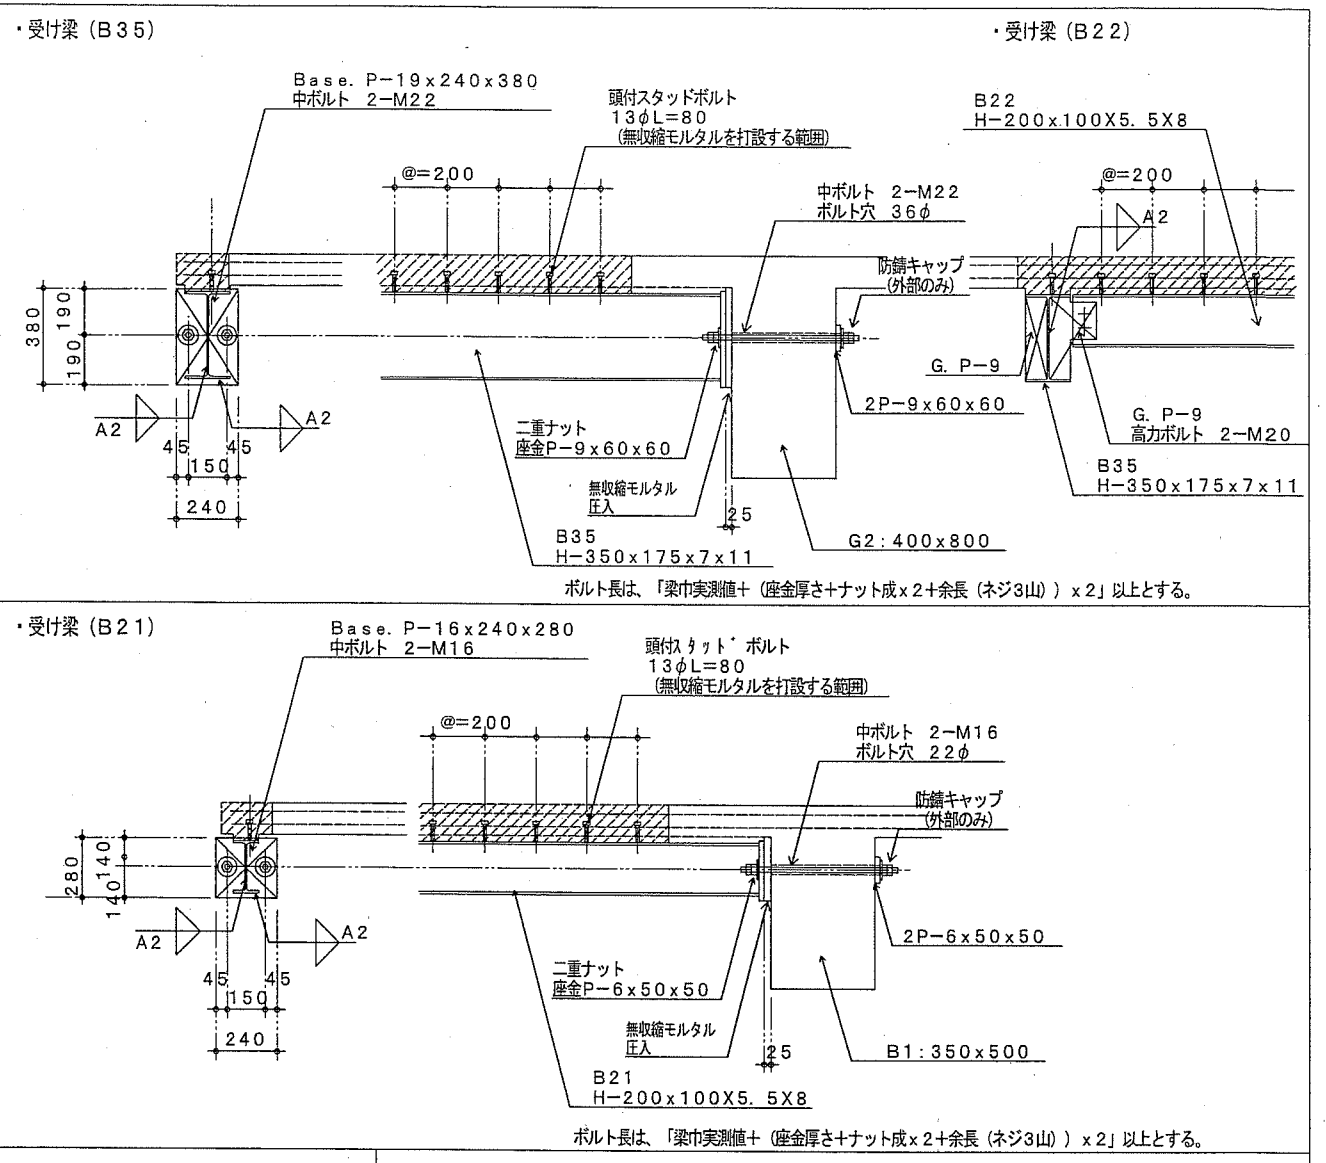 ・受け梁（B35）
・受け梁（B22）
Base. P−19x240x380
中ボルト 2−M22
頭付スタッドボルト
13φL=80
(無収縮モルタルを打設する範囲)
B22
H−200x100X5.5X8
@=200
@=200
中ボルト 2−M22
ボルト穴 36φ
A2
防錆キャップ
(外部のみ)
380
190
190
G. P−9
2P−9x60x60
A2
A2
G. P−9
高力ボルト 2−M20
二重ナット
座金P−9x60x60
45
45
150
240
B35
H−350x175x7x11
無収縮モルタル
圧入
25
B35
H−350x175x7x11
G2:400x800
ボルト長は、「梁巾実測値＋（座金厚さ＋ナット成x2＋余長（ネジ3山））x2」以上とする。
・受け梁（B21）
Base. P−16x240x280
中ボルト 2−M16
頭付スタッドボルト
13φL=80
(無収縮モルタルを打設する範囲)
@=200
中ボルト 2−M16
ボルト穴 22φ
防錆キャップ
(外部のみ)
280
140
140
A2
A2
2P−6x50x50
二重ナット
座金P−6x50x50
45
45
150
240
無収縮モルタル
圧入
25
B1:350x500
B21
H−200x100X5.5X8
ボルト長は、「梁巾実測値＋（座金厚さ＋ナット成x2＋余長（ネジ3山））x2」以上とする。